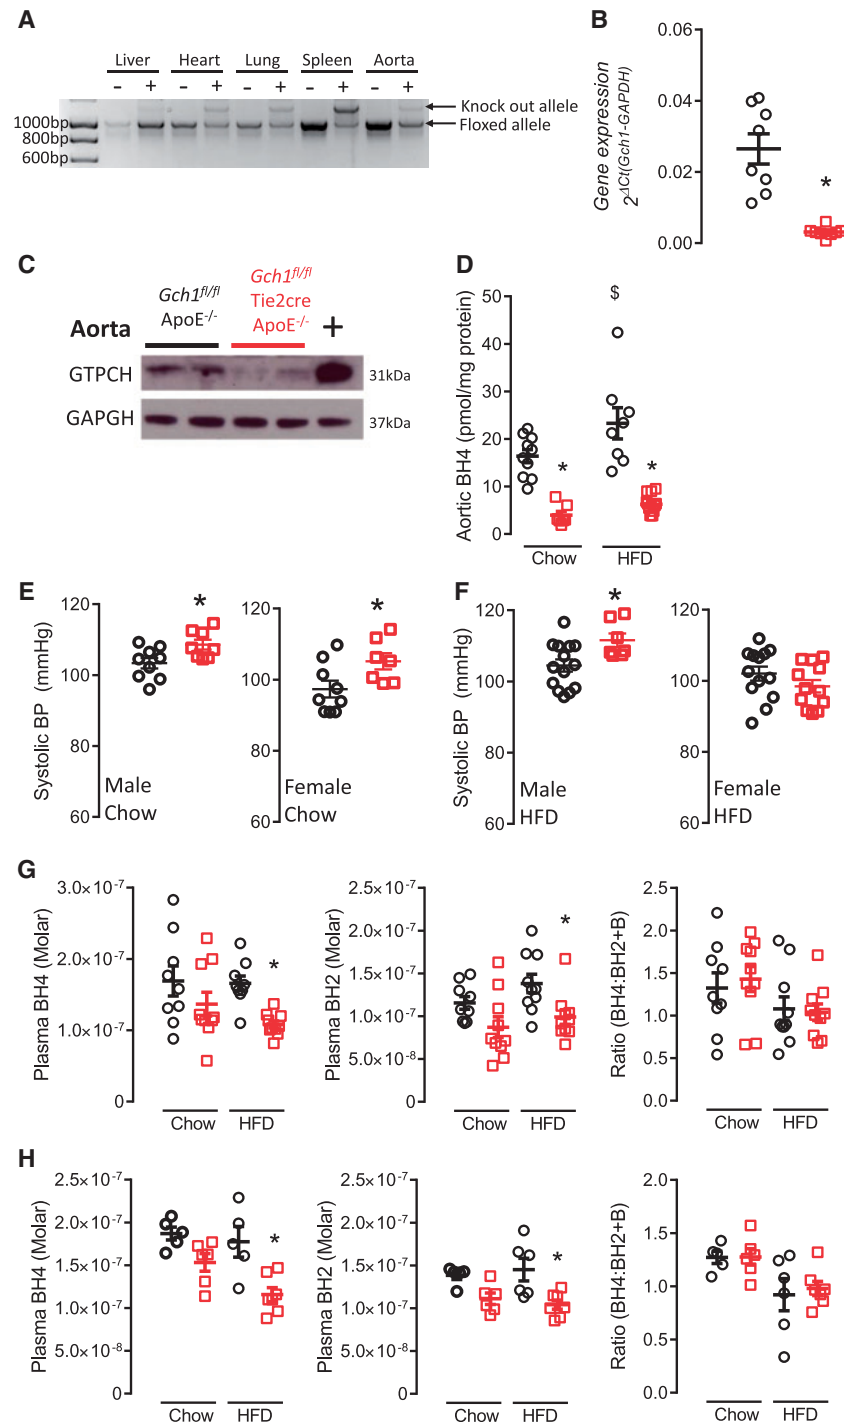 A
Liver Heart Lung Spleen Aorta
- + - + - + - + - +
Knock out allele
1000bp
Floxed allele
800bp
600bp
B
Gene expression
2^ΔCt(Gch1-GAPDH)
0.06
0.04
0.02
0.00
*
C
Gch1^fl/fl
ApoE^-/-
Gch1^fl/fl
Tie2cre
ApoE^-/-
+
Aorta
GTPCH
31kDa
GAPGH
37kDa
D
Aortic BH4 (pmol/mg protein)
50
40
30
20
10
0
$
*
*
Chow
HFD
E
Systolic BP (mmHg)
120
100
80
60
*
Male
Chow
120
100
80
60
*
Female
Chow
F
Systolic BP (mmHg)
120
100
80
60
*
Male
HFD
120
100
80
60
Female
HFD
G
Plasma BH4 (Molar)
3.0×10^-7
2.0×10^-7
1.0×10^-7
0
*
Chow HFD
Plasma BH2 (Molar)
2.5×10^-7
2.0×10^-7
1.5×10^-7
1.0×10^-7
5.0×10^-8
0
*
Chow HFD
Ratio (BH4:BH2+B)
2.5
2.0
1.5
1.0
0.5
0.0
Chow HFD
H
Plasma BH4 (Molar)
2.5×10^-7
2.0×10^-7
1.5×10^-7
1.0×10^-7
5.0×10^-8
0
*
Chow HFD
Plasma BH2 (Molar)
2.5×10^-7
2.0×10^-7
1.5×10^-7
1.0×10^-7
5.0×10^-8
0
*
Chow HFD
Ratio (BH4:BH2+B)
2.0
1.5
1.0
0.5
0.0
Chow HFD